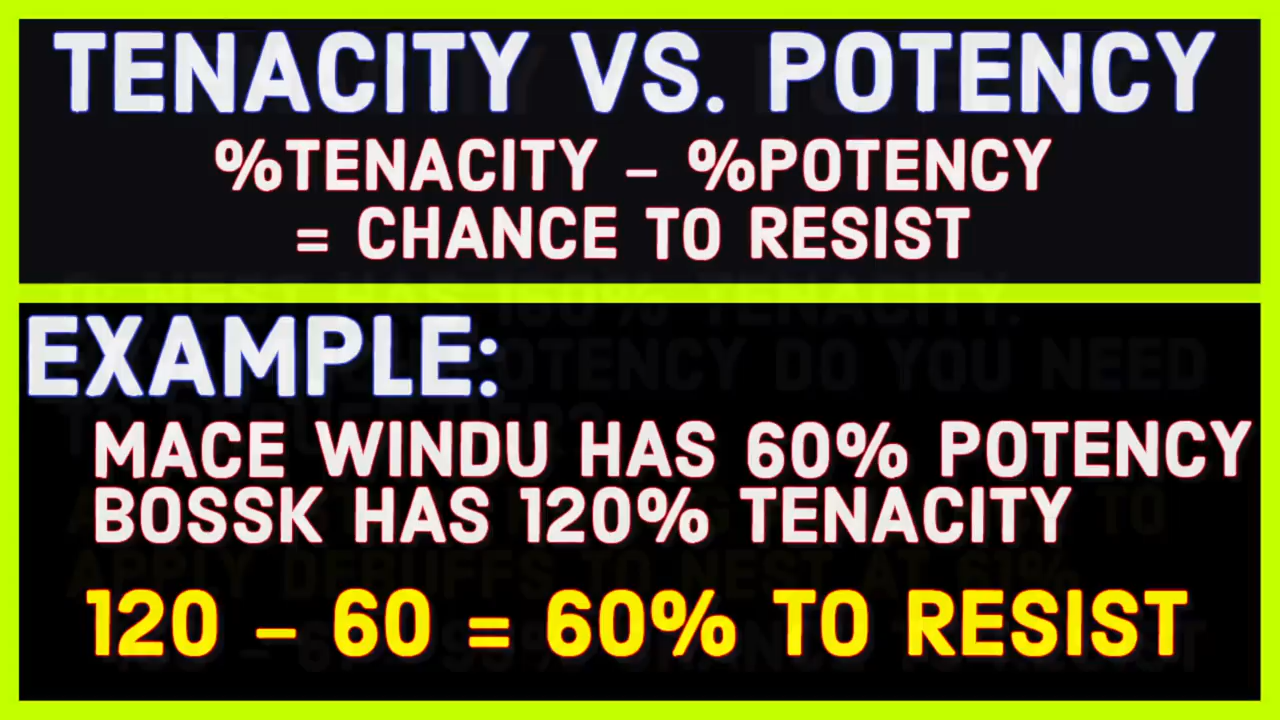 TENACITY VS. POTENCY
%TENACITY – %POTENCY
= CHANCE TO RESIST
EXAMPLE:
MACE WINDU HAS 60% POTENCY
BOSSK HAS 120% TENACITY
120 – 60 = 60% TO RESIST